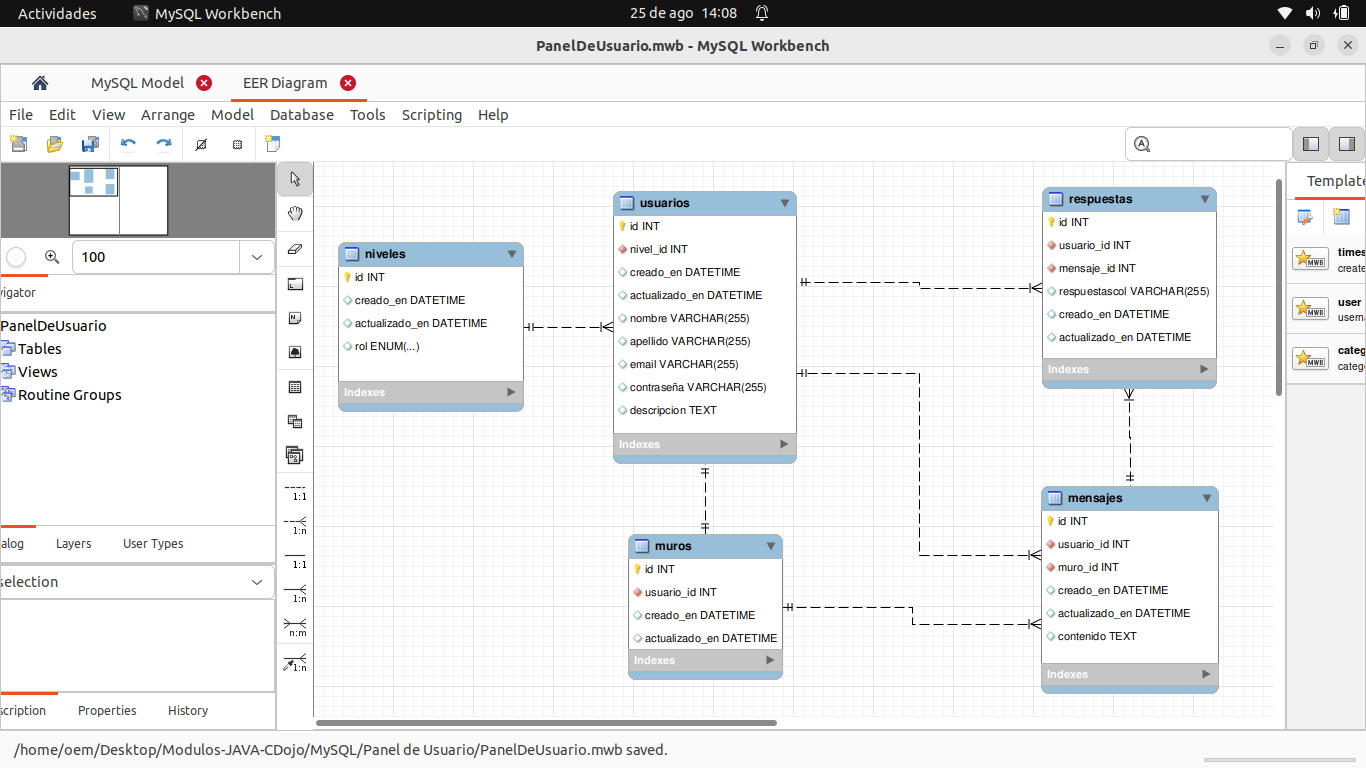 Actividades
MySQL Workbench
25 de ago 14:08
PanelDeUsuario.mwb - MySQL Workbench
MySQL Model
EER Diagram
File Edit View Arrange Model Database Tools Scripting Help
100
vigator
PanelDeUsuario
Tables
Views
Routine Groups
alog
Layers
User Types
selection
scription
Properties
History
1:1
1:n
1:1
1:n
n:m
1:n
niveles
id INT
creado_en DATETIME
actualizado_en DATETIME
rol ENUM(...)
Indexes
usuarios
id INT
nivel_id INT
creado_en DATETIME
actualizado_en DATETIME
nombre VARCHAR(255)
apellido VARCHAR(255)
email VARCHAR(255)
contraseña VARCHAR(255)
descripcion TEXT
Indexes
muros
id INT
usuario_id INT
creado_en DATETIME
actualizado_en DATETIME
Indexes
respuestas
id INT
usuario_id INT
mensaje_id INT
respuestascol VARCHAR(255)
creado_en DATETIME
actualizado_en DATETIME
Indexes
mensajes
id INT
usuario_id INT
muro_id INT
creado_en DATETIME
actualizado_en DATETIME
contenido TEXT
Indexes
Template
MWB
times
create
MWB
user
userna
MWB
categ
catego
/home/oem/Desktop/Modulos-JAVA-CDojo/MySQL/Panel de Usuario/PanelDeUsuario.mwb saved.